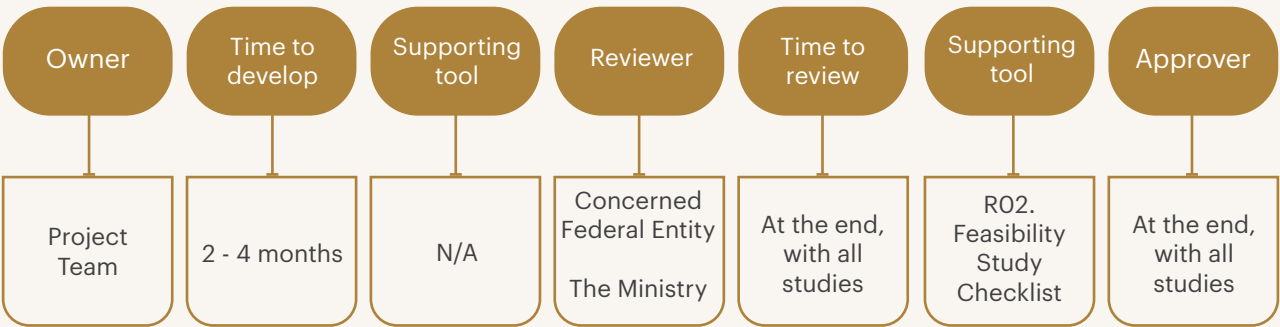 Owner
Time to
develop
Supporting
tool
Reviewer
Time to
review
Supporting
tool
Approver
Project
Team
2 - 4 months
N/A
Concerned
Federal Entity
The Ministry
At the end,
with all
studies
R02.
Feasibility
Study
Checklist
At the end,
with all
studies